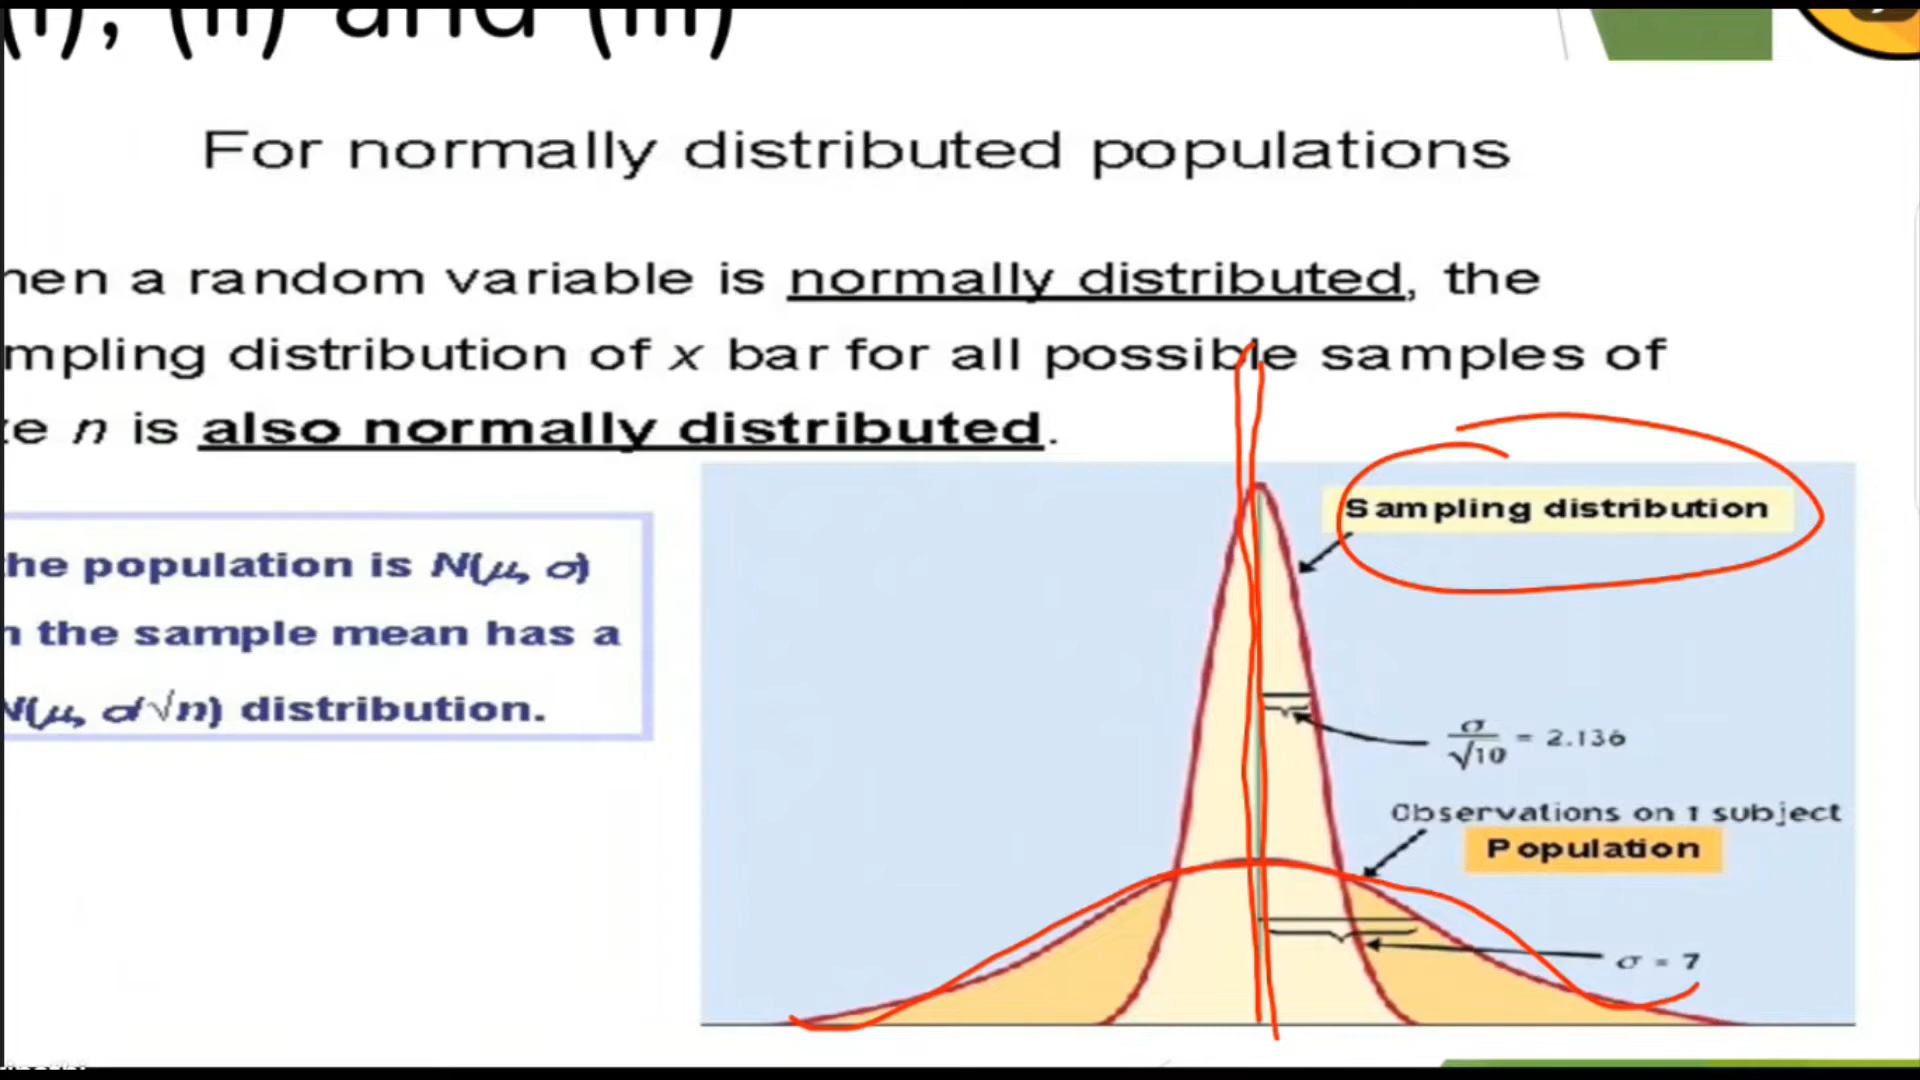 (i), (ii) and (iii)
For normally distributed populations
hen a random variable is normally distributed, the
mpling distribution of x bar for all possible samples of
ze n is also normally distributed.
he population is N(μ, σ)
n the sample mean has a
N(μ, σ/√n) distribution.
Sampling distribution
σ/√10 = 2.136
Observations on 1 subject
Population
σ = 7